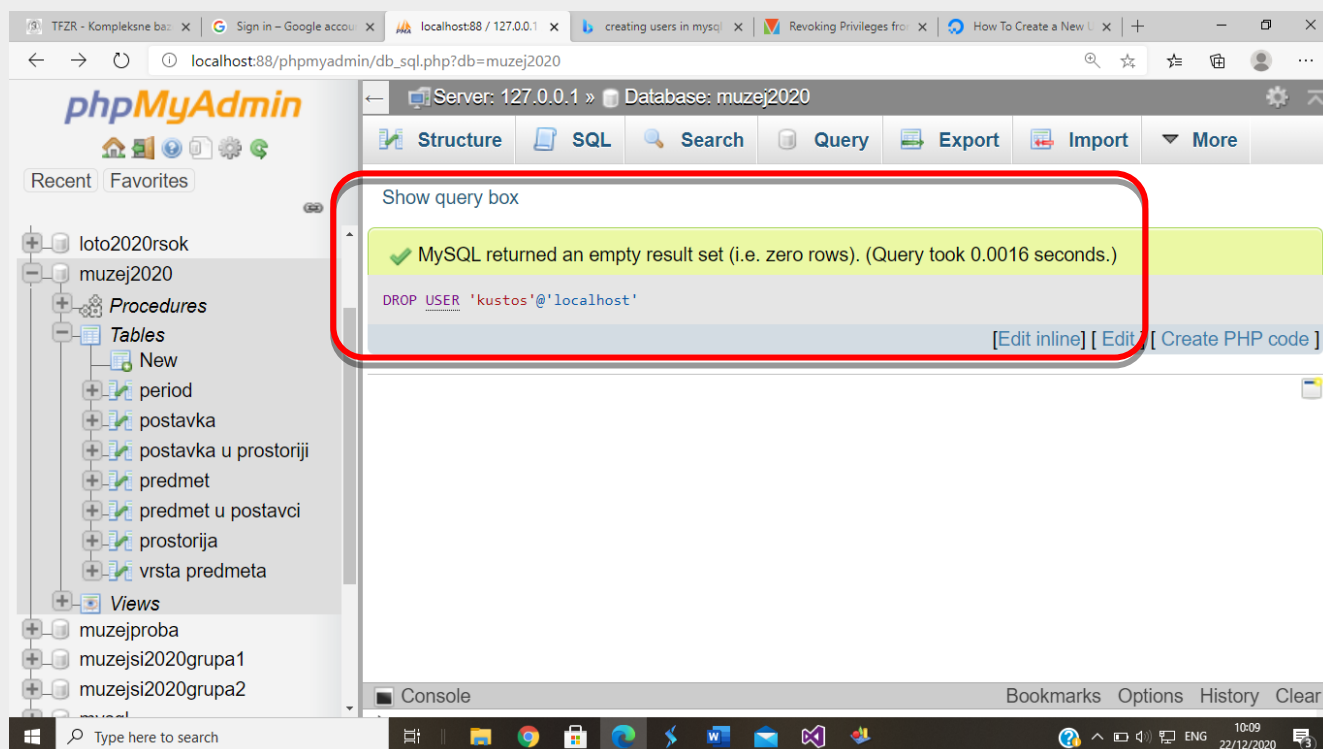 TFZR - Kompleksne baz
Sign in – Google accou
localhost:88 / 127.0.0.1
creating users in mysql
Revoking Privileges fro
How To Create a New U
localhost:88/phpmyadmin/db_sql.php?db=muzej2020
phpMyAdmin
Server: 127.0.0.1 » Database: muzej2020
Structure SQL Search Query Export Import More
Recent Favorites
Show query box
loto2020rsok
muzej2020
Procedures
Tables
New
period
postavka
postavka u prostoriji
predmet
predmet u postavci
prostorija
vrsta predmeta
Views
muzejproba
muzejsi2020grupa1
muzejsi2020grupa2
mysql
MySQL returned an empty result set (i.e. zero rows). (Query took 0.0016 seconds.)
DROP USER 'kustos'@'localhost'
[Edit inline] [ Edit ] [ Create PHP code ]
Console Bookmarks Options History Clear
Type here to search
ENG
10:09
22/12/2020
3